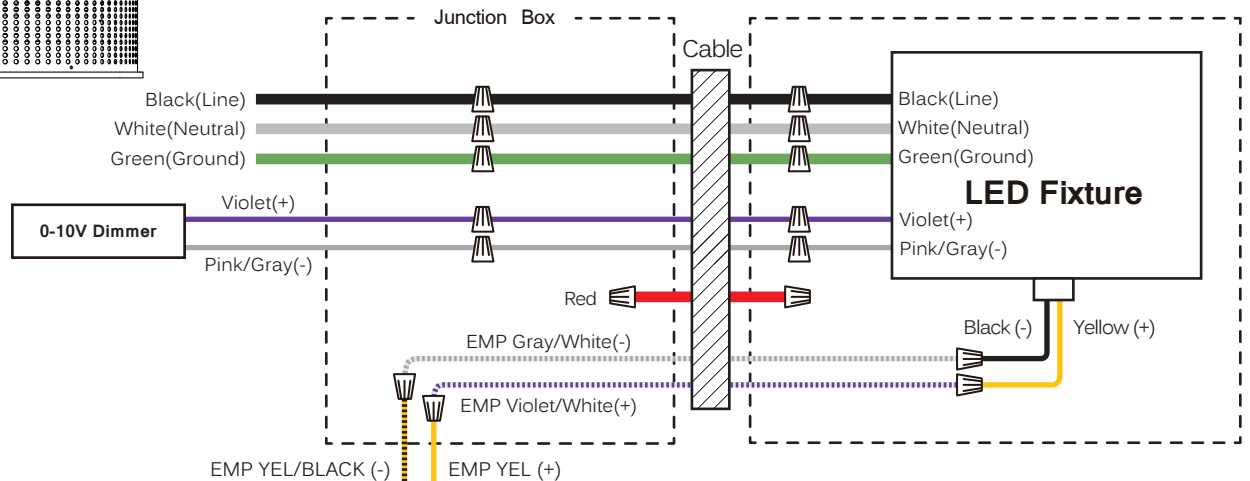 Junction Box
Cable
Black(Line)
Black(Line)
White(Neutral)
White(Neutral)
Green(Ground)
Green(Ground)
LED Fixture
Violet(+)
Violet(+)
0-10V Dimmer
Pink/Gray(-)
Pink/Gray(-)
Red
Black (-)
Yellow (+)
EMP Gray/White(-)
EMP Violet/White(+)
EMP YEL/BLACK (-)
EMP YEL (+)